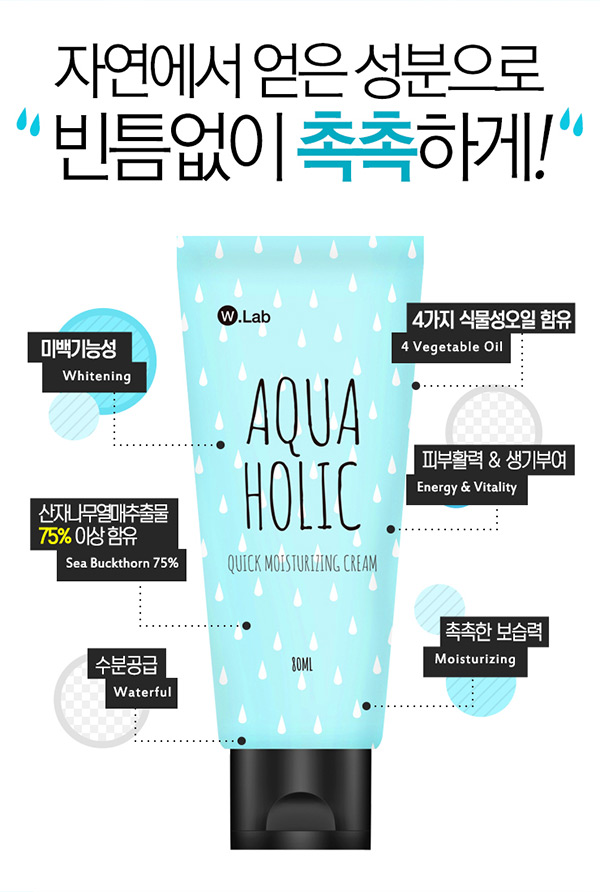 자연에서 얻은 성분으로
“빈틈없이 촉촉하게!”
W.Lab
4가지 식물성오일 함유
4 Vegetable Oil
미백기능성
Whitening
AQUA
HOLIC
피부활력 & 생기부여
Energy & Vitality
산자나무열매추출물
75% 이상 함유
Sea Buckthorn 75%
QUICK MOISTURIZING CREAM
촉촉한 보습력
Moisturizing
수분공급
Waterful
80ML